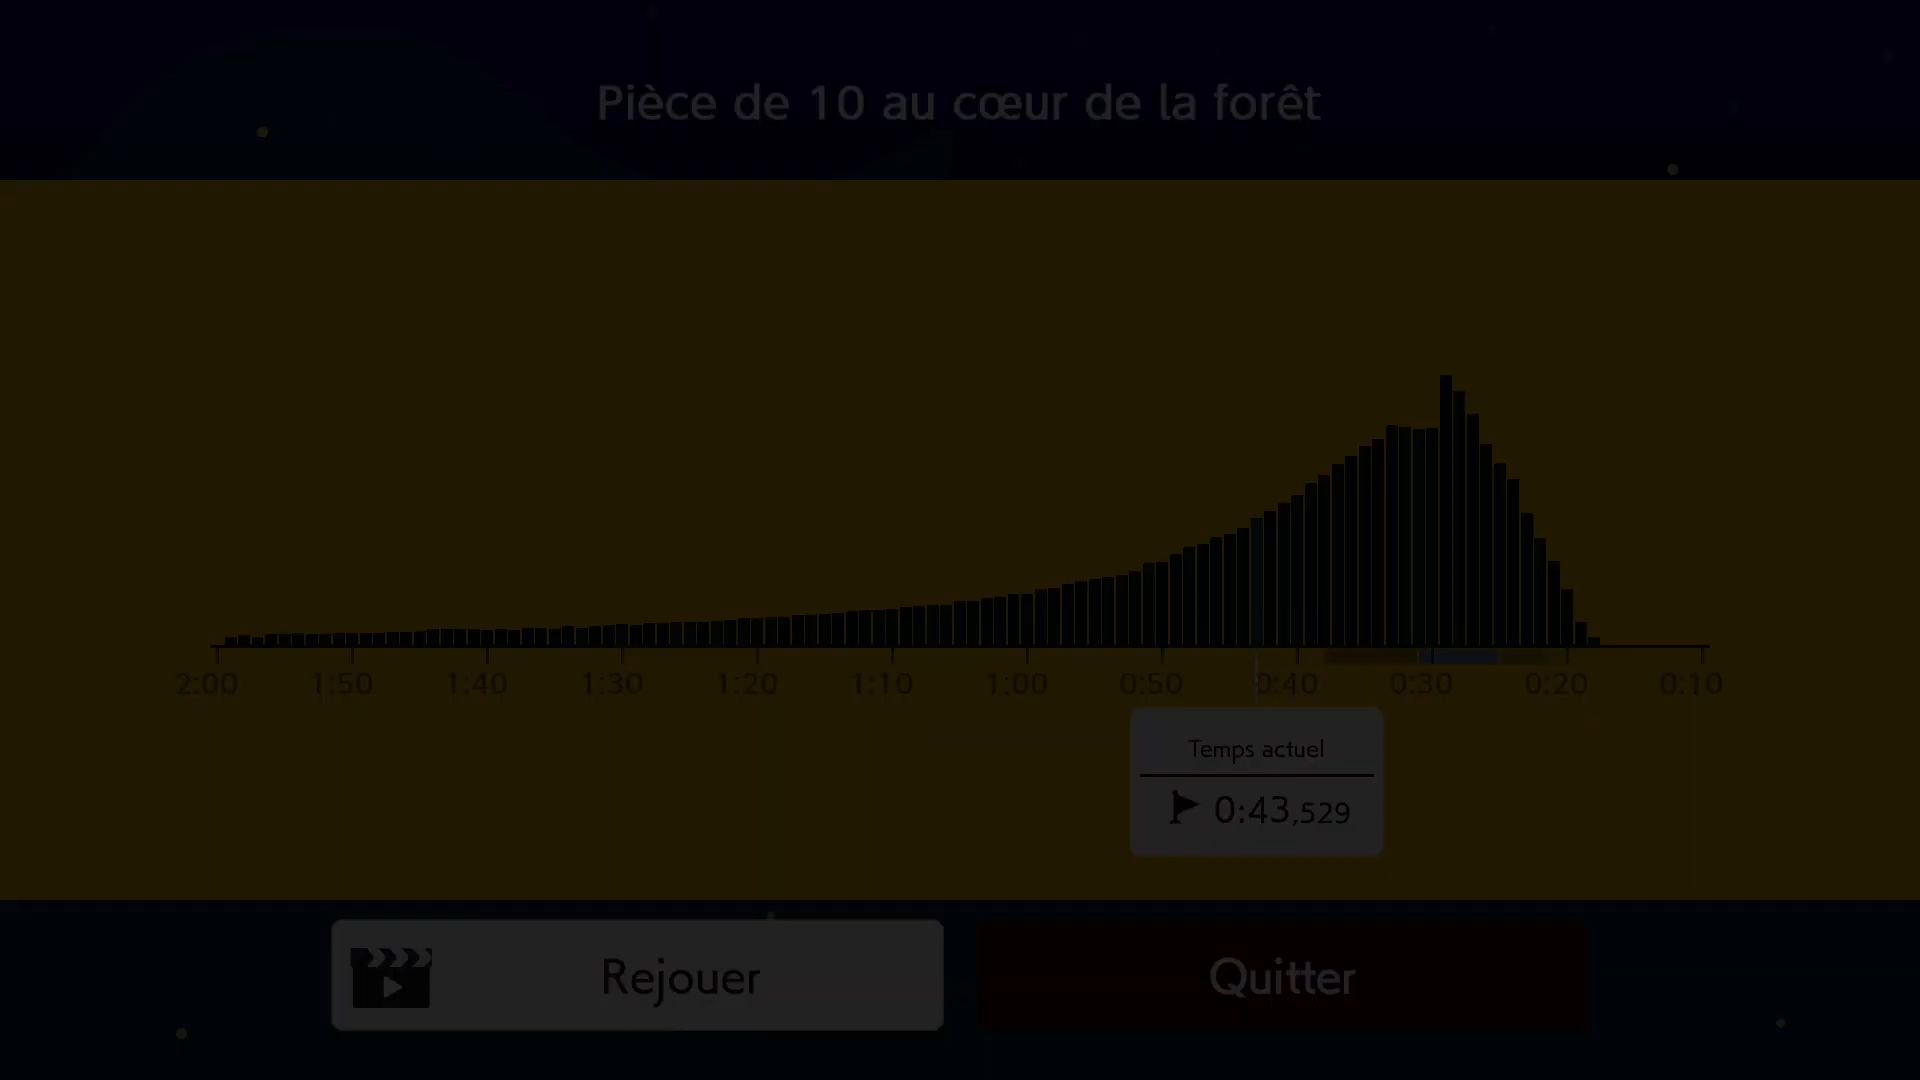 Pièce de 10 au cœur de la forêt
2:00 1:50 1:40 1:30 1:20 1:10 1:00 0:50 0:40 0:30 0:20 0:10
Temps actuel
0:43,529
Rejouer Quitter